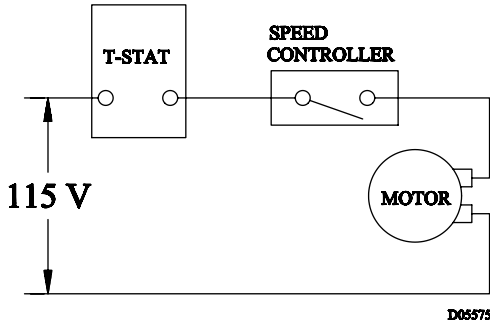 T-STAT
SPEED
CONTROLLER
115 V
MOTOR
D05575